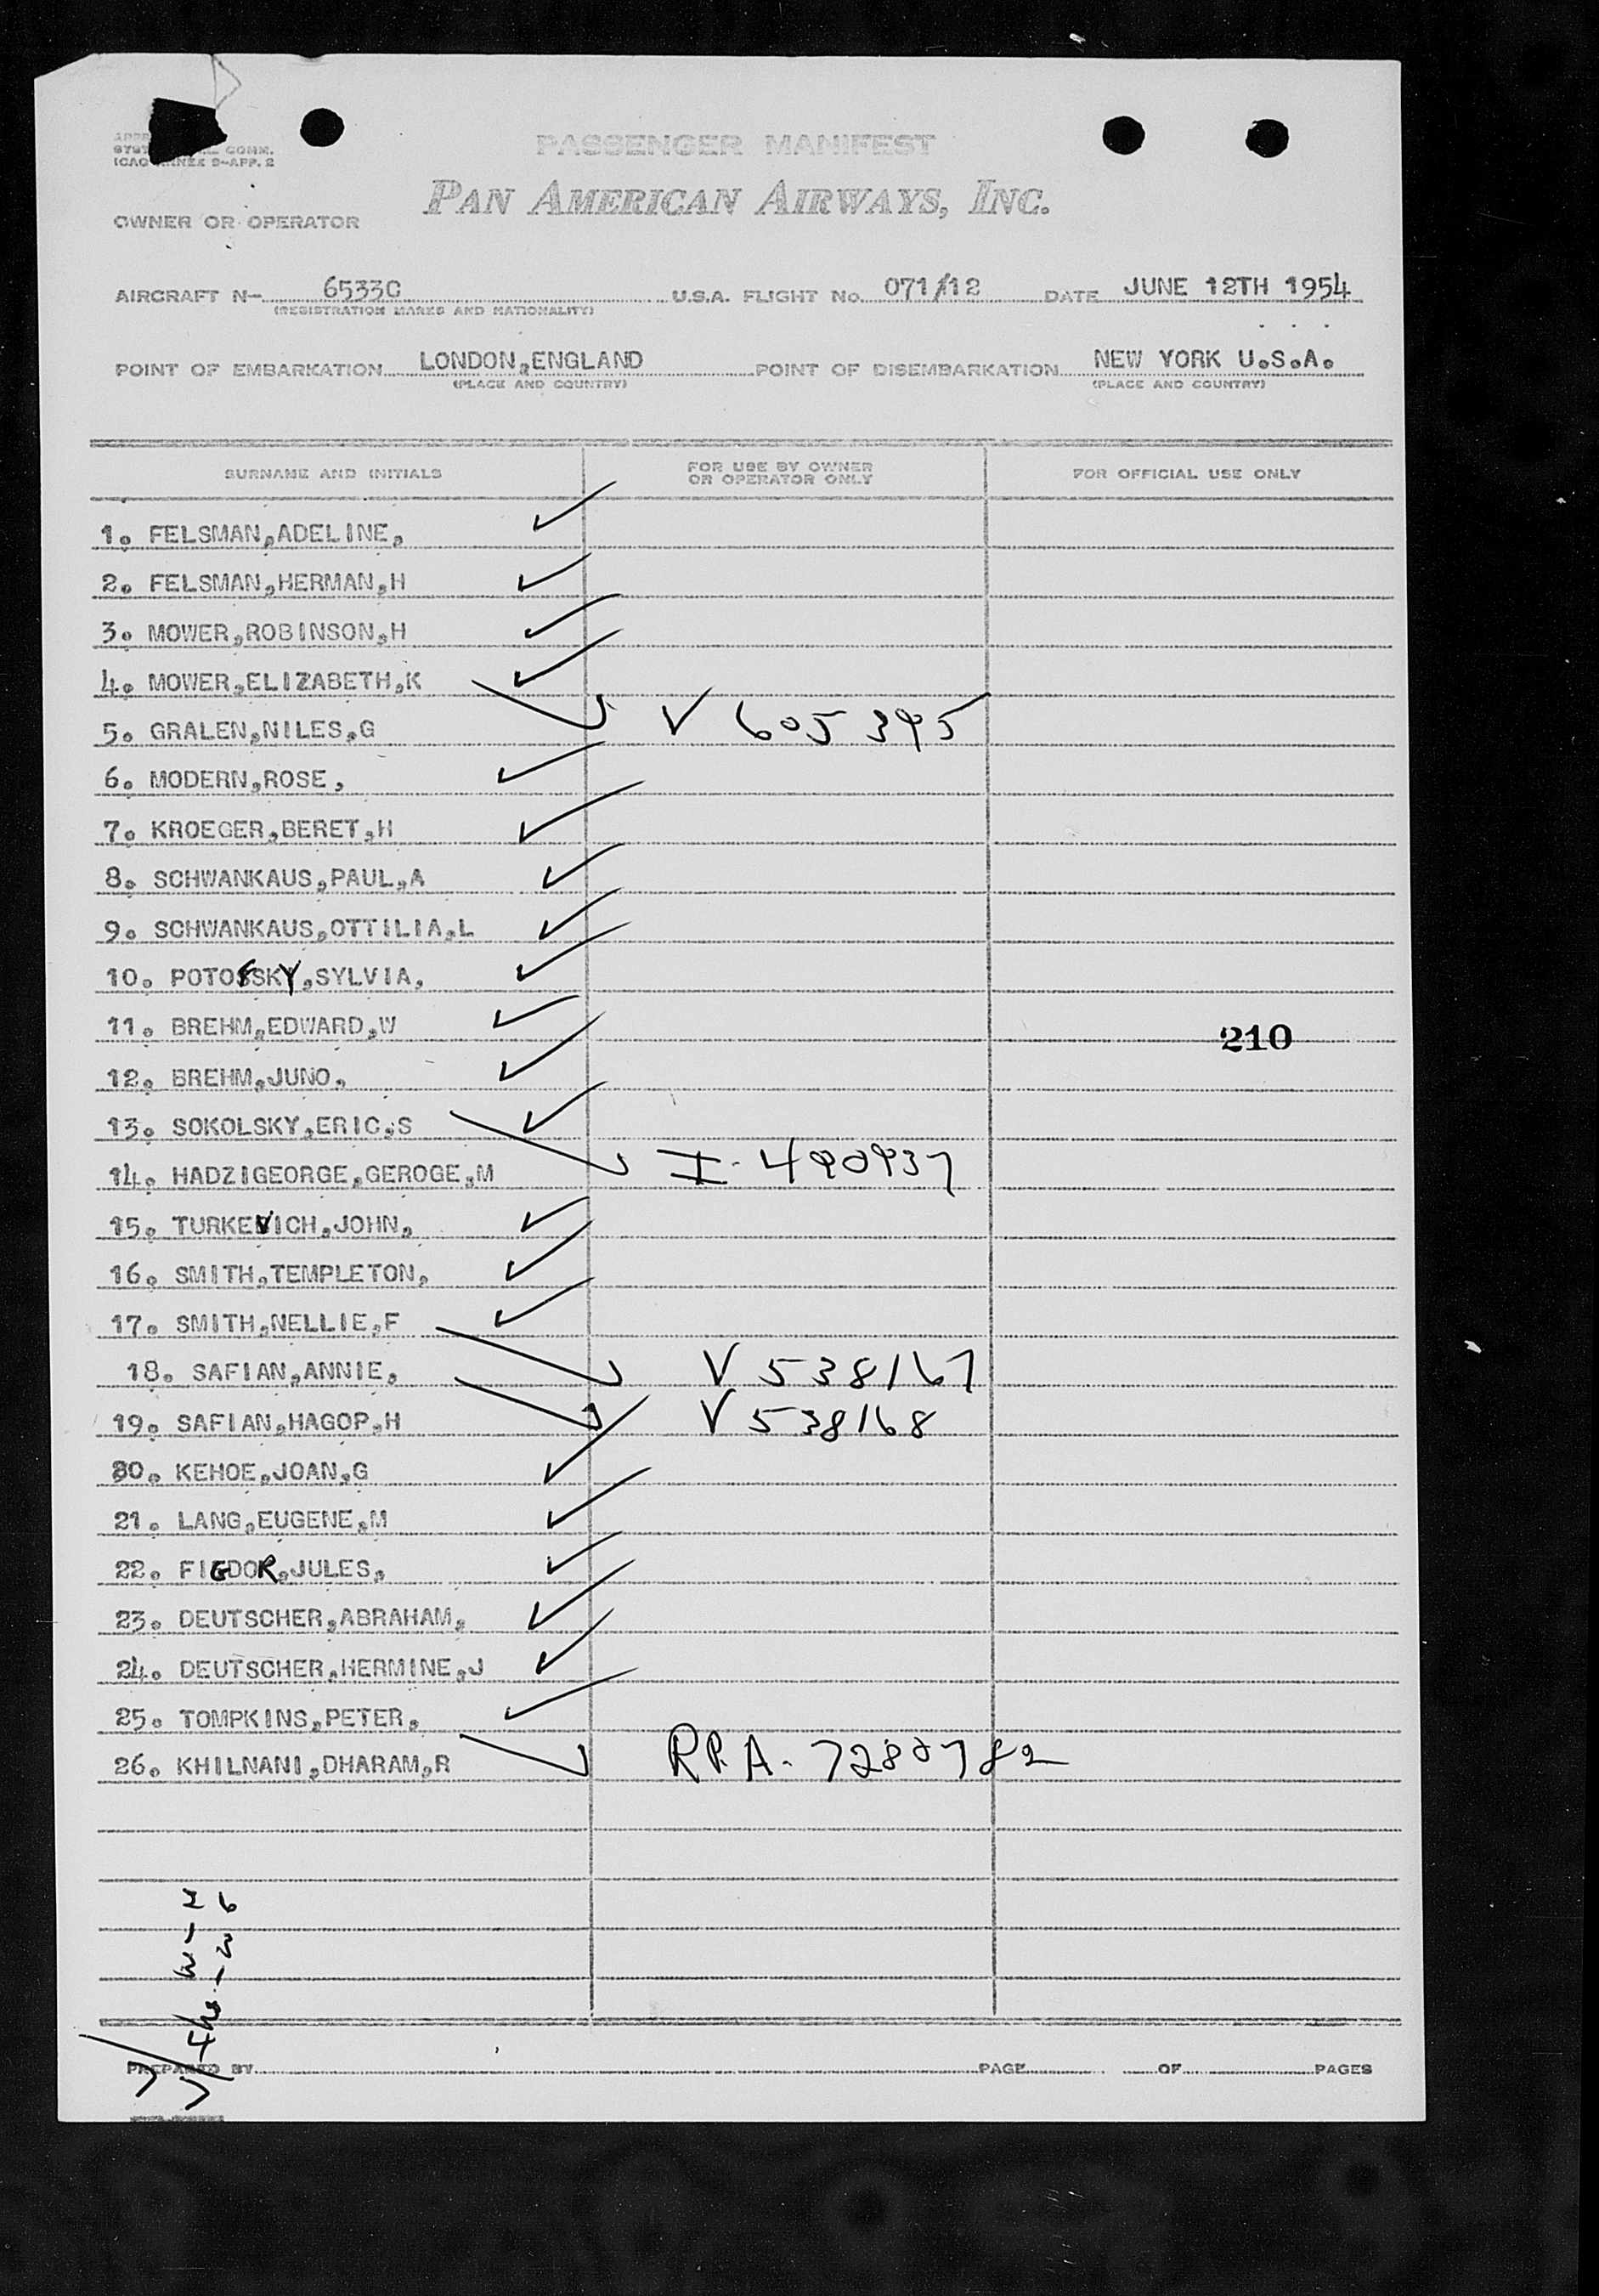 ICAO ANNEX 9-APP. 2
PASSENGER MANIFEST
PAN AMERICAN AIRWAYS, INC.
OWNER OR OPERATOR
AIRCRAFT N- 65330 U.S.A. FLIGHT No. 071/12 DATE JUNE 12TH 1954
(REGISTRATION MARKS AND NATIONALITY)
POINT OF EMBARKATION LONDON,ENGLAND POINT OF DISEMBARKATION NEW YORK U.S.A.
(PLACE AND COUNTRY) (PLACE AND COUNTRY)
SURNAME AND INITIALS FOR USE BY OWNER OR OPERATOR ONLY FOR OFFICIAL USE ONLY
1. FELSMAN,ADELINE,
2. FELSMAN,HERMAN,H
3. MOWER,ROBINSON,H
4. MOWER,ELIZABETH,K
5. GRALEN,NILES,G V 605395
6. MODERN,ROSE,
7. KROEGER,BERET,H
8. SCHWANKAUS,PAUL,A
9. SCHWANKAUS,OTTILIA,L
10. POTOFSKY,SYLVIA,
11. BREHM,EDWARD,W
210
12. BREHM,JUNO,
13. SOKOLSKY,ERIC,S
14. HADZIGEORGE,GEROGE,M I-490937
15. TURKEVICH,JOHN,
16. SMITH,TEMPLETON,
17. SMITH,NELLIE,F
18. SAFIAN,ANNIE, V 538167
19. SAFIAN,HAGOP,H V 538168
20. KEHOE,JOAN,G
21. LANG,EUGENE,M
22. FIGDOR,JULES,
23. DEUTSCHER,ABRAHAM,
24. DEUTSCHER,HERMINE,J
25. TOMPKINS,PETER,
26. KHILNANI,DHARAM,R RPA-7280782
PREPARED BY PAGE OF PAGES